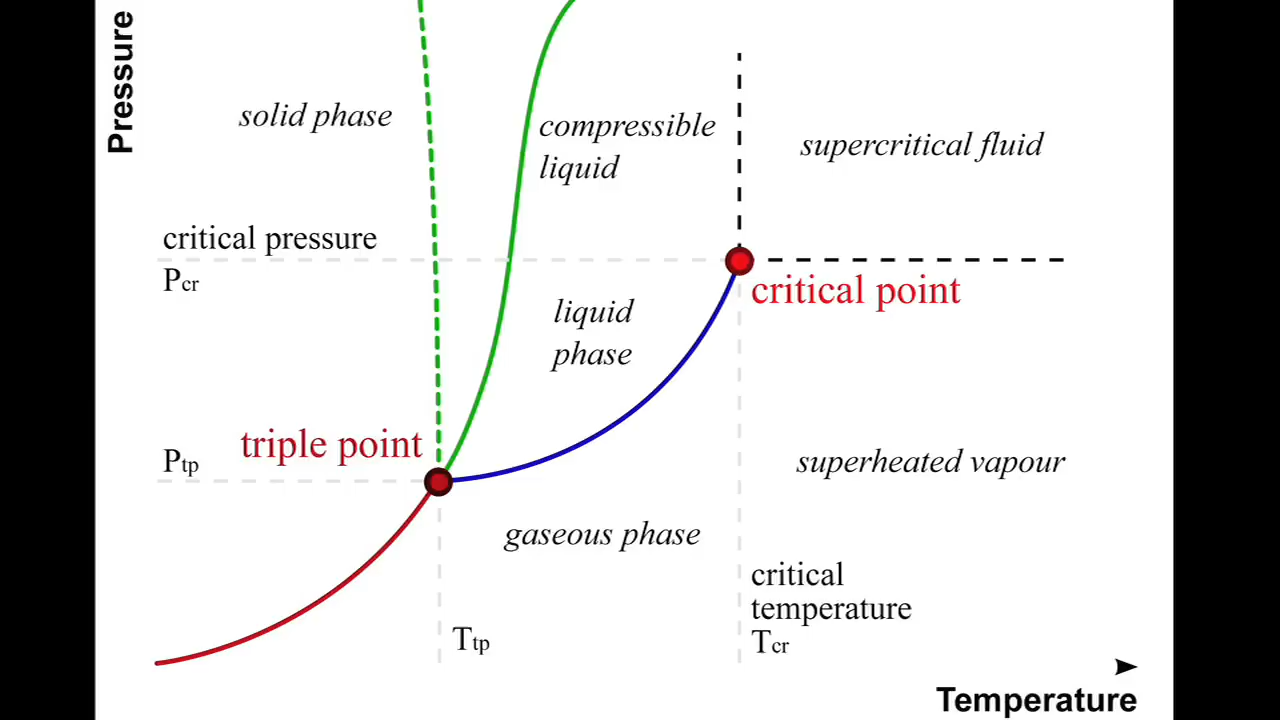 Pressure
solid phase
compressible
liquid
supercritical fluid
critical pressure
Pcr
critical point
liquid
phase
triple point
Ptp
superheated vapour
gaseous phase
critical
temperature
Tcr
Ttp
Temperature